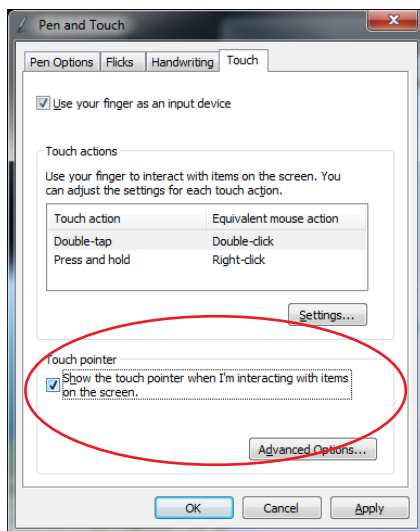 Pen and Touch
Pen Options Flicks Handwriting Touch
Use your finger as an input device
Touch actions
Use your finger to interact with items on the screen. You
can adjust the settings for each touch action.
Touch action Equivalent mouse action
Double-tap Double-click
Press and hold Right-click
Settings...
Touch pointer
Show the touch pointer when I'm interacting with items
on the screen.
Advanced Options...
OK Cancel Apply